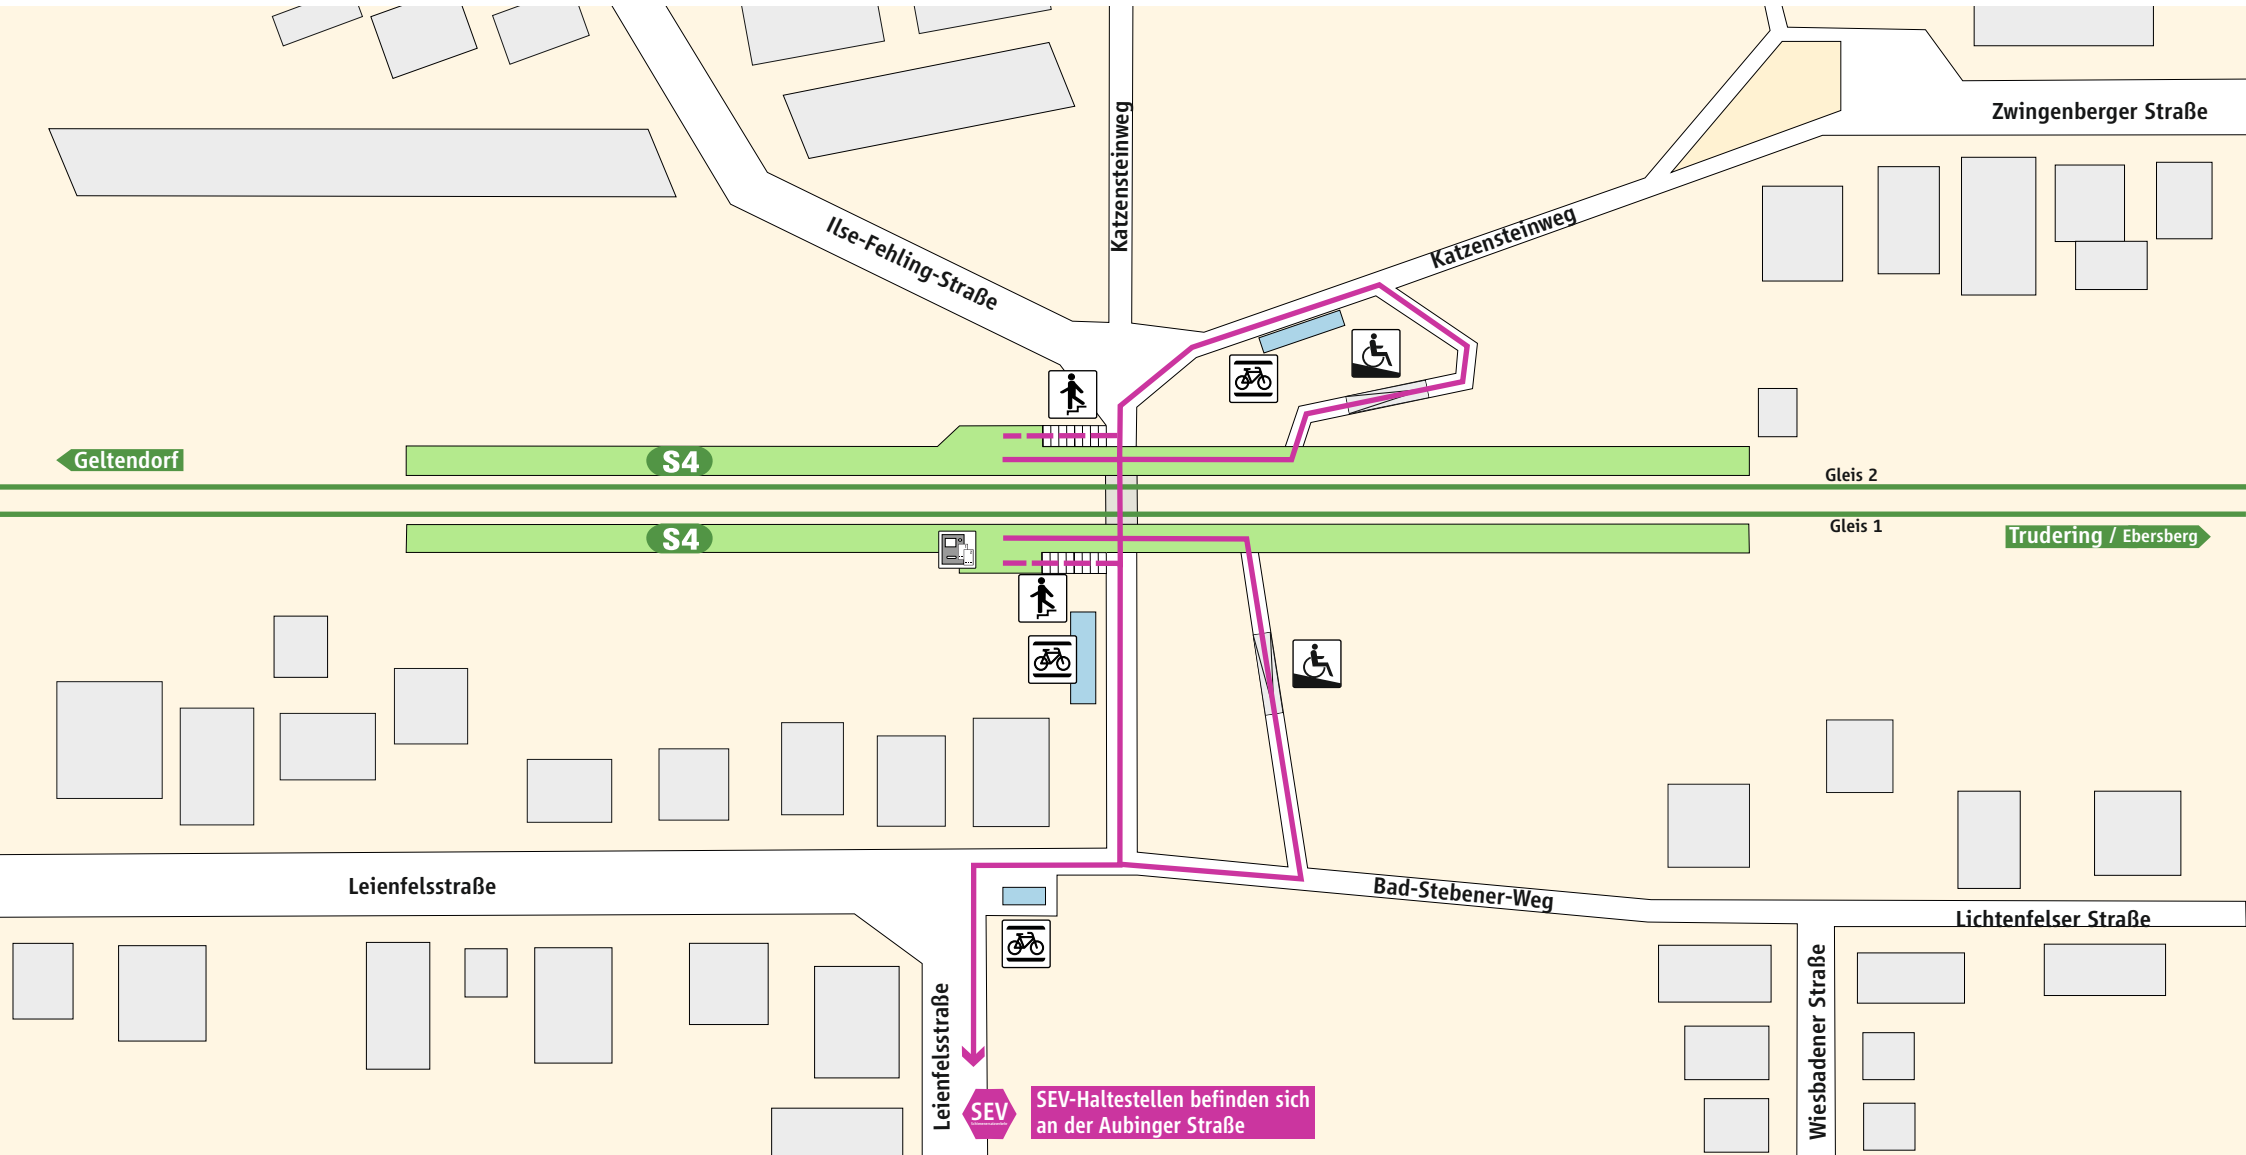 Zwingenberger Straße
Katzensteinweg
Ilse-Fehling-Straße
Katzensteinweg
Geltendorf
S4
Gleis 2
S4
Gleis 1
Trudering / Ebersberg
Leienfelsstraße
Bad-Stebener-Weg
Lichtenfelser Straße
Leienfelsstraße
Wiesbadener Straße
SEV
SEV-Haltestellen befinden sich
an der Aubinger Straße